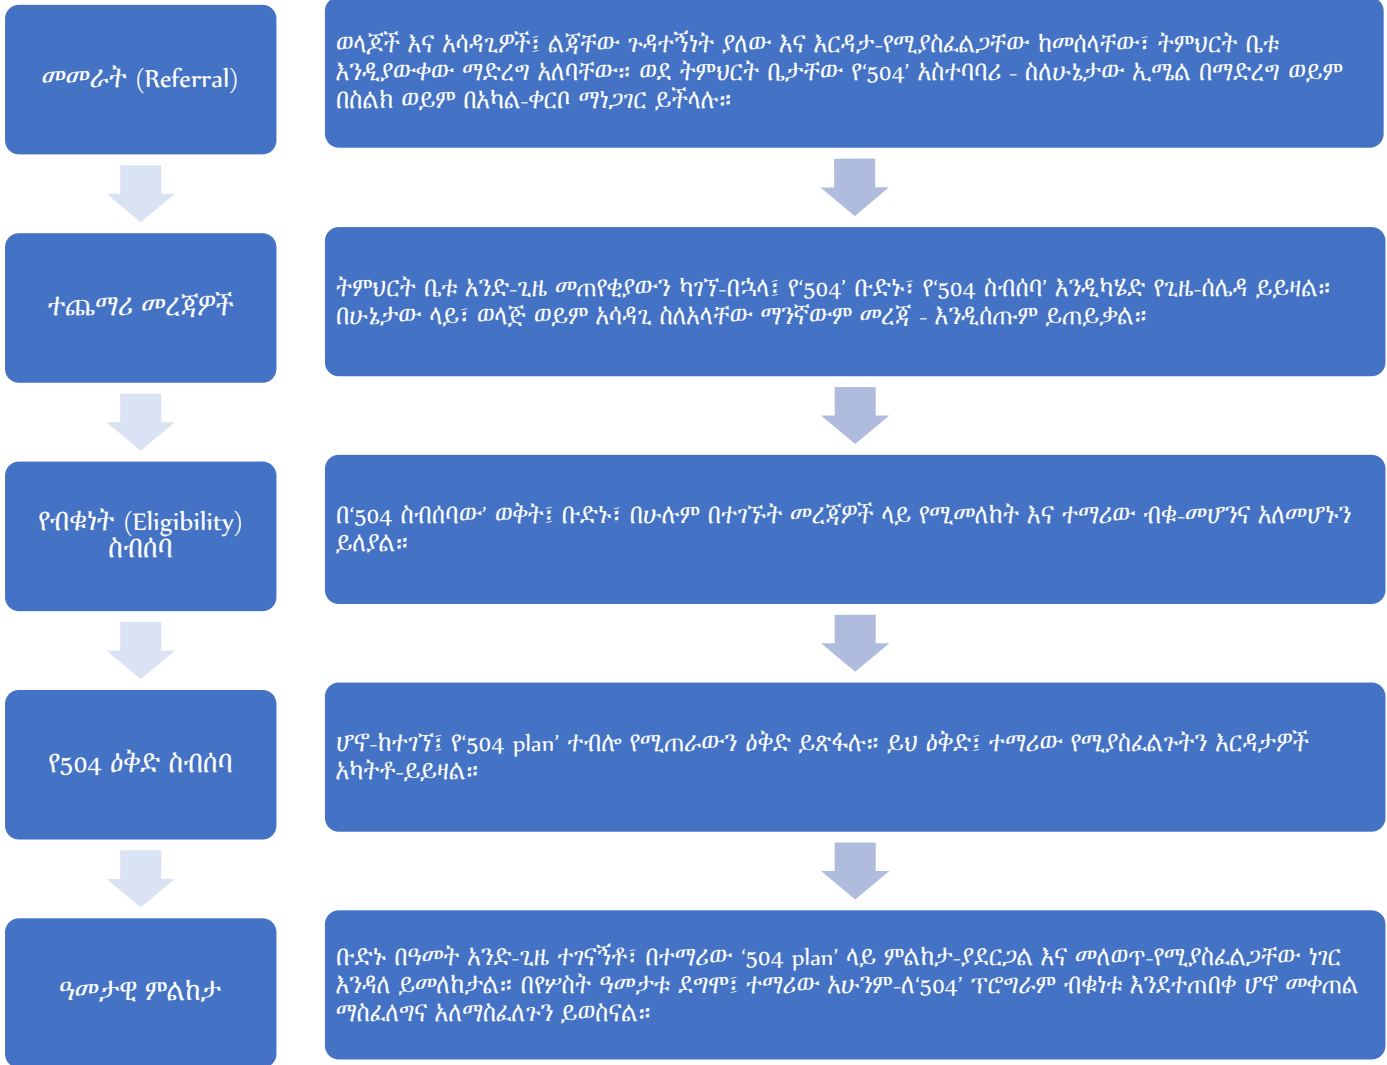 መመራት (Referral)
ወላጆች እና አሳዳጊዎች፤ ልጃቸው ጉዳተኝነት ያለው እና እርዳታ-የሚያስፈልጋቸው ከመሰላቸው፣ ትምህርት ቤቱ
እንዲያውቀው ማድረግ አለባቸው። ወደ ትምህርት ቤታቸው የ‘504’ አስተባባሪ - ስለሁኔታው ኢሜል በማድረግ ወይም
በስልክ ወይም በአካል-ቀርቦ ማነጋገር ይችላሉ።
ተጨማሪ መረጃዎች
ትምህርት ቤቱ አንድ-ጊዜ መጠየቂያውን ካገኘ-በኋላ፤ የ‘504’ ቡድኑ፣ የ‘504 ስብሰባ’ እንዲካሄድ የጊዜ-ሰሌዳ ይይዛል።
በሁኔታው ላይ፣ ወላጅ ወይም አሳዳጊ ስለአላቸው ማንኛውም መረጃ - እንዲሰጡም ይጠይቃል።
የብቁነት (Eligibility)
ስብሰባ
በ‘504 ስብሰባው’ ወቅት፤ ቡድኑ፣ በሁሉም በተገኙት መረጃዎች ላይ የሚመለከት እና ተማሪው ብቁ-መሆንና አለመሆኑን
ይለያል።
የ504 ዕቅድ ስብሰባ
ሆኖ-ከተገኘ፤ የ‘504 plan’ ተብሎ የሚጠራውን ዕቅድ ይጽፋሉ። ይህ ዕቅድ፤ ተማሪው የሚያስፈልጉትን እርዳታዎች
አካትቶ-ይይዛል።
ዓመታዊ ምልከታ
ቡድኑ በዓመት አንድ-ጊዜ ተገናኝቶ፣ በተማሪው ‘504 plan’ ላይ ምልከታ-ያደርጋል እና መለወጥ-የሚያስፈልጋቸው ነገር
እንዳለ ይመለከታል። በየሦስት ዓመታቱ ደግሞ፤ ተማሪው አሁንም-ለ‘504’ ፕሮግራም ብቁነቱ እንደተጠበቀ ሆኖ መቀጠል
ማስፈለግና አለማስፈለጉን ይወስናል።